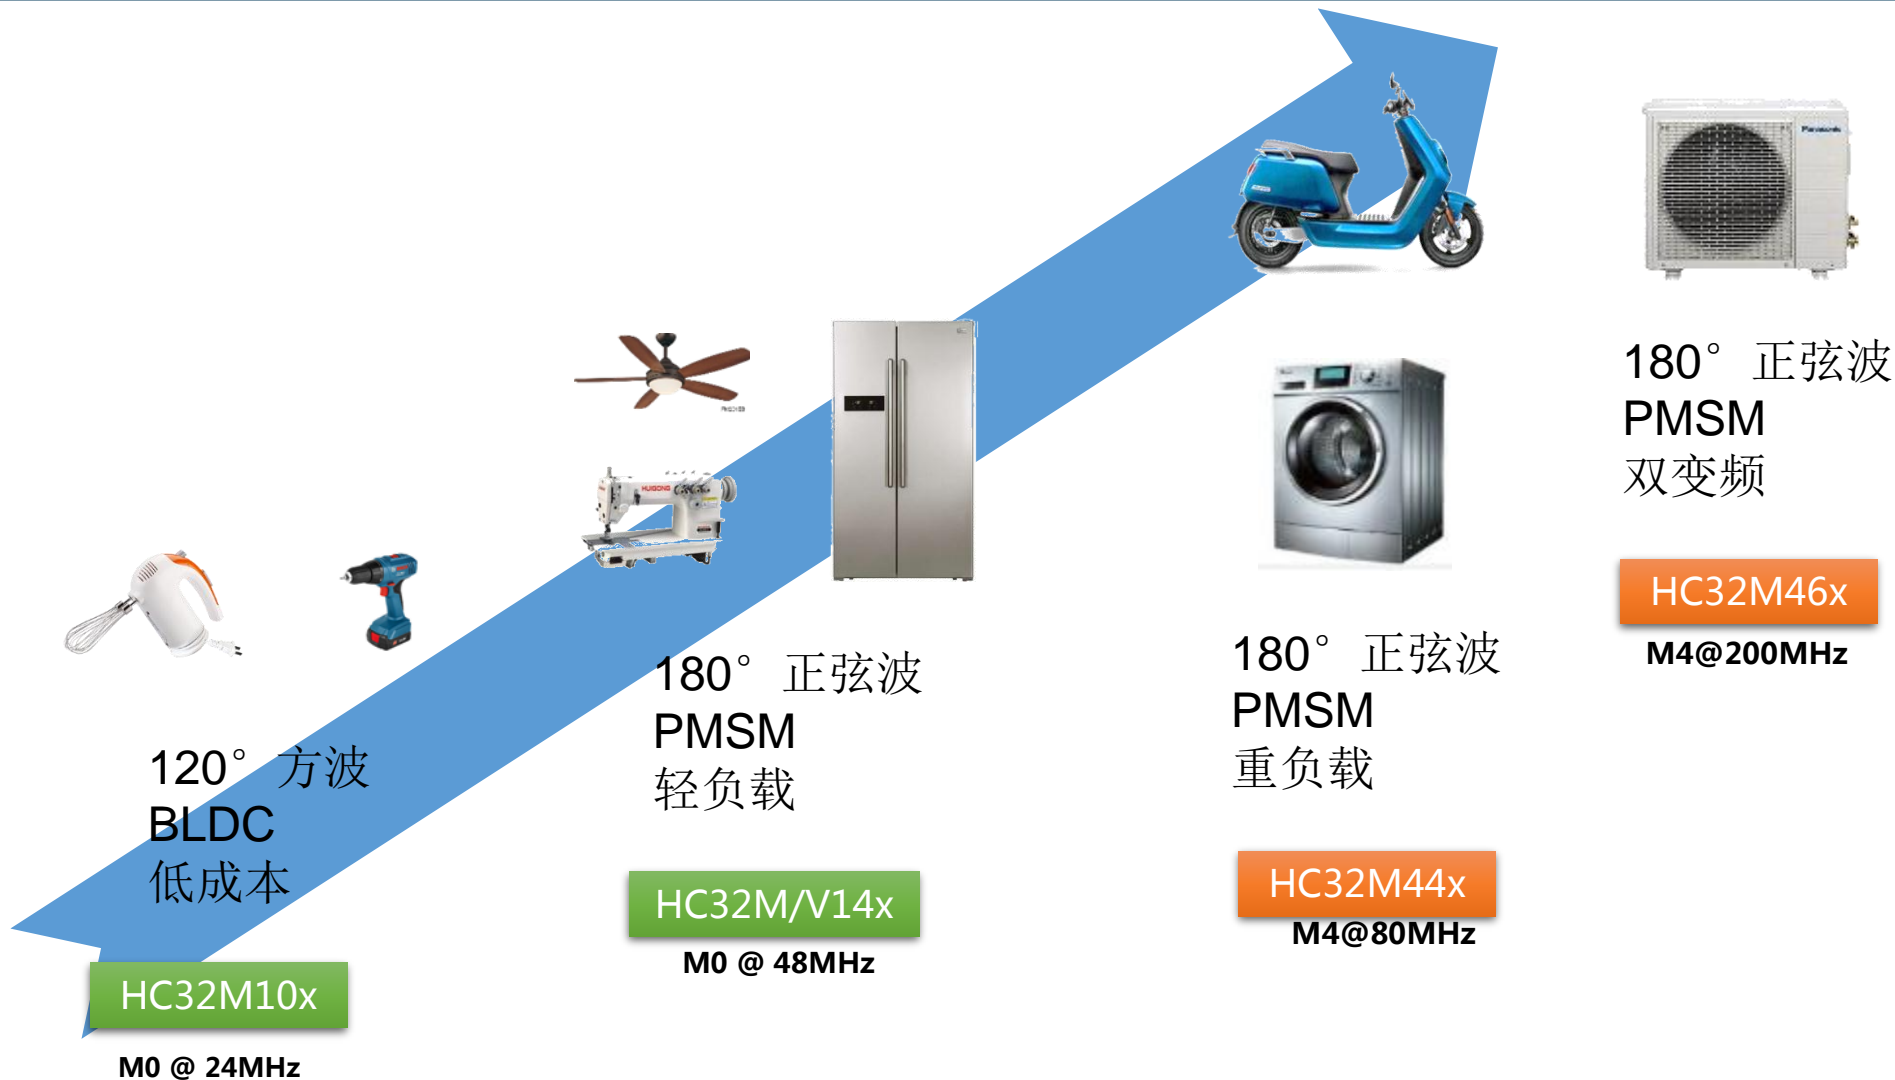 120° 方波
BLDC
低成本
HC32M10x
M0 @ 24MHz
HUIGONG
180° 正弦波
PMSM
轻负载
HC32M/V14x
M0 @ 48MHz
180° 正弦波
PMSM
重负载
HC32M44x
M4@80MHz
Panasonic
180° 正弦波
PMSM
双变频
HC32M46x
M4@200MHz